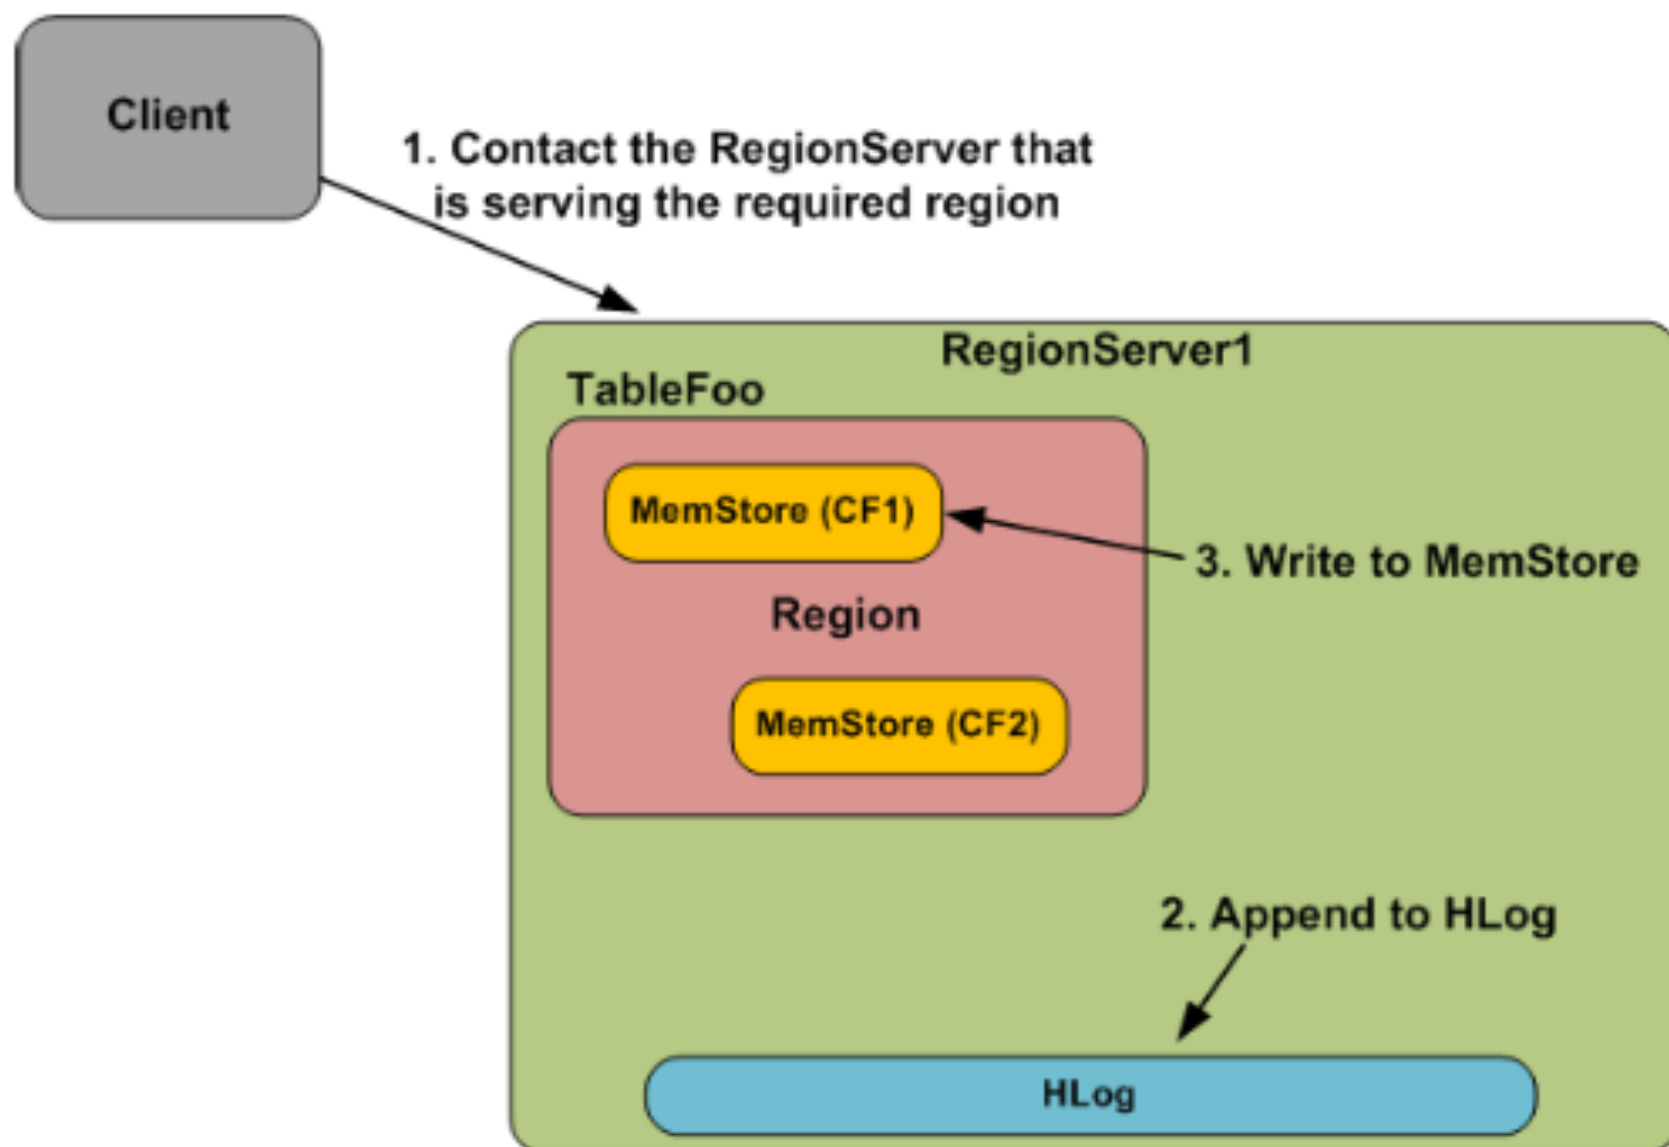 Client
1. Contact the RegionServer that
is serving the required region
RegionServer1
TableFoo
MemStore (CF1)
3. Write to MemStore
Region
MemStore (CF2)
2. Append to HLog
HLog